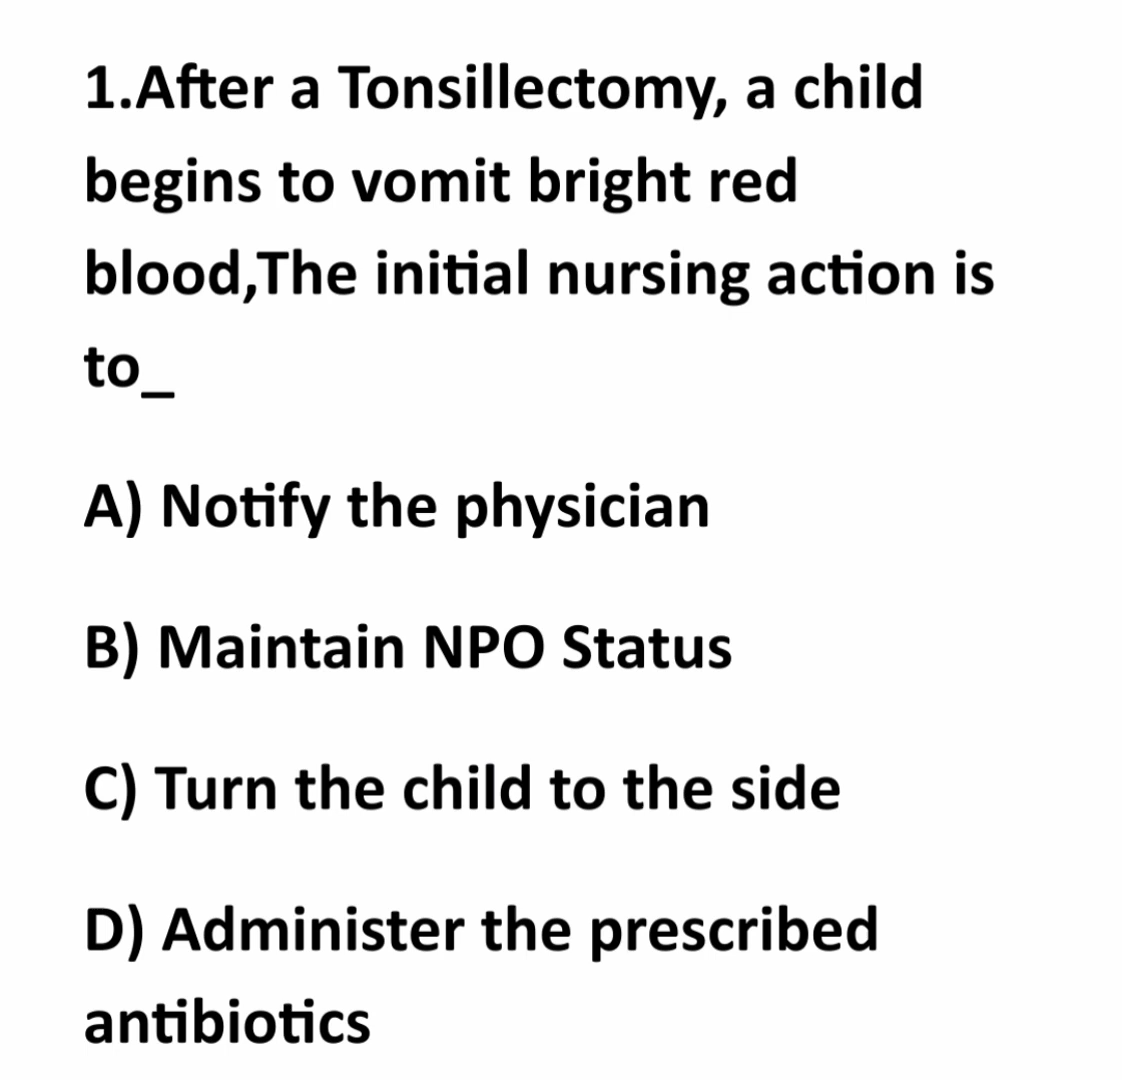 1.After a Tonsillectomy, a child
begins to vomit bright red
blood,The initial nursing action is
to_
A) Notify the physician
B) Maintain NPO Status
C) Turn the child to the side
D) Administer the prescribed
antibiotics